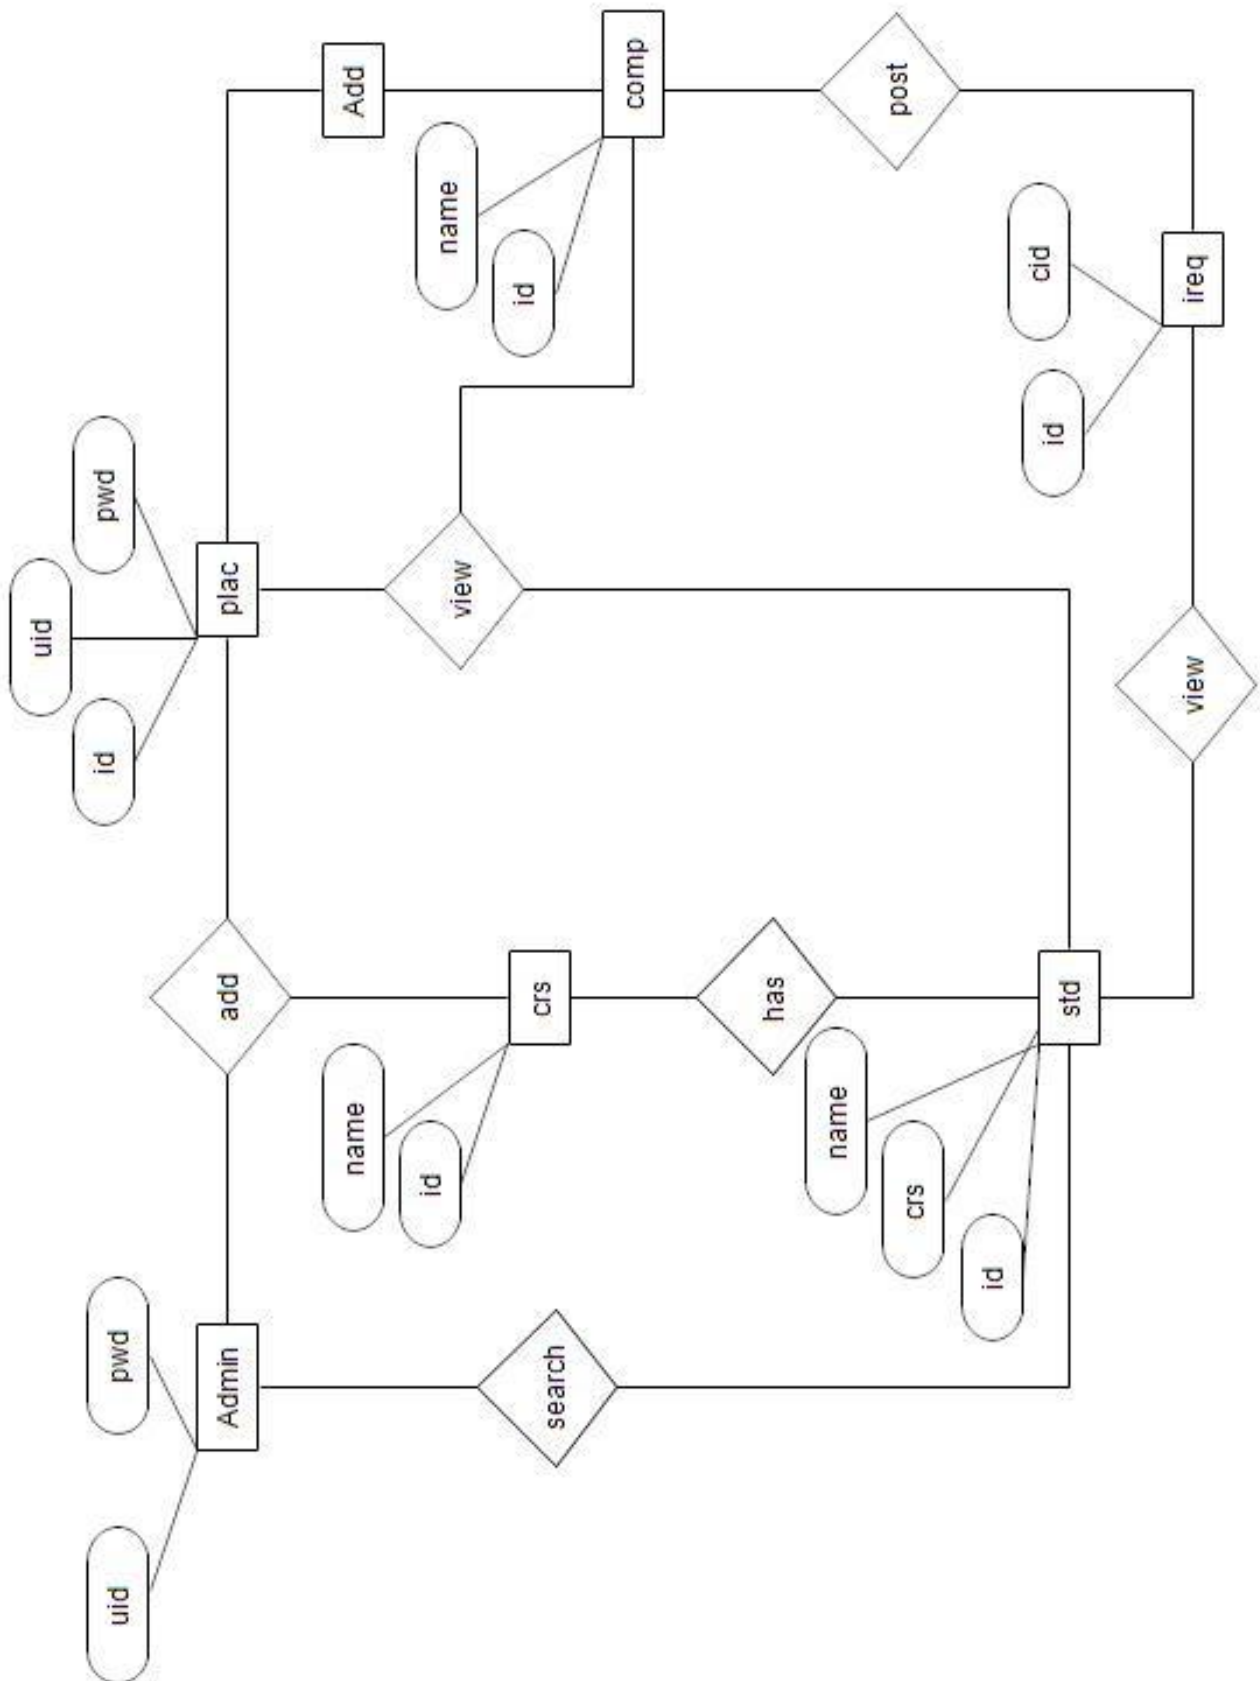 uid
uid
pwd
id
pwd
Admin
add
plac
name
Add
id
name
view
id
crs
search
comp
has
name
post
crs
id
cid
id
std
view
ireq